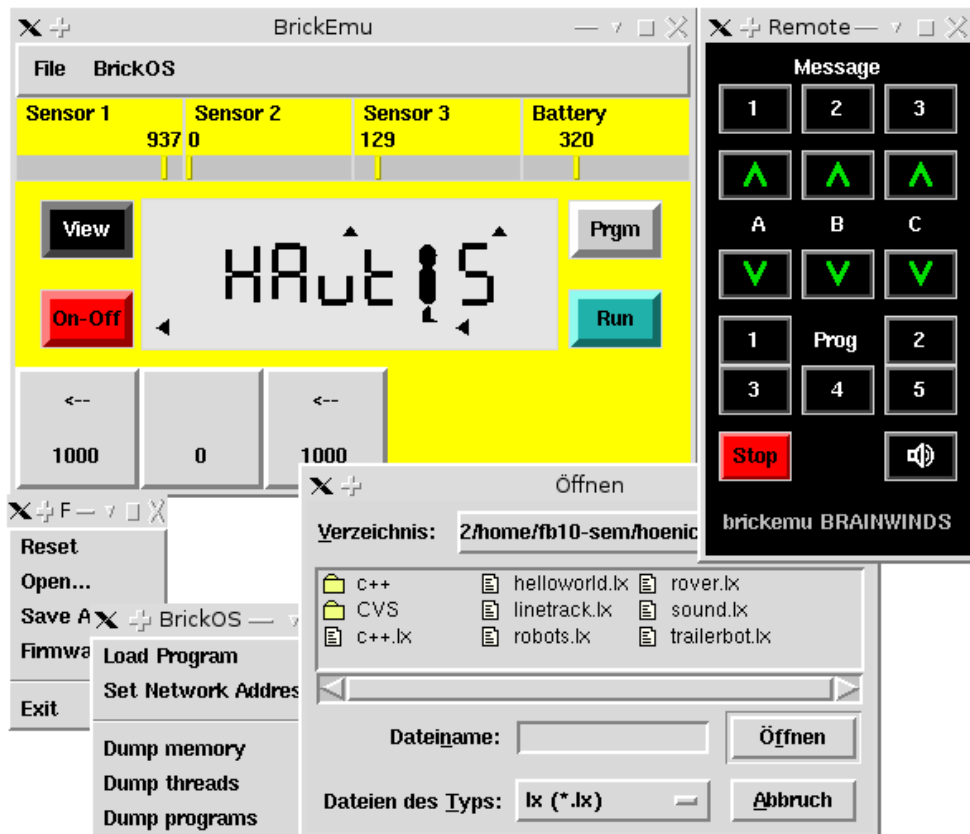 BrickEmu
File BrickOS
Sensor 1 Sensor 2 Sensor 3 Battery
937 0 129 320
View
Prgm
HAut1S
On-Off
Run
<-- <--
1000 0 1000
Remote
Message
1 2 3
A B C
1 Prog 2
3 4 5
Stop
brickemu BRAINWINDS
F
Reset
Open...
Save A
Firmwa
Exit
BrickOS
Load Program
Set Network Addres
Dump memory
Dump threads
Dump programs
Öffnen
Verzeichnis: 2/home/fb10-sem/hoenic
c++ helloworld.lx rover.lx
CVS linetrack.lx sound.lx
c++.lx robots.lx trailerbot.lx
Dateiname: Öffnen
Dateien des Typs: lx (*.lx) Abbruch